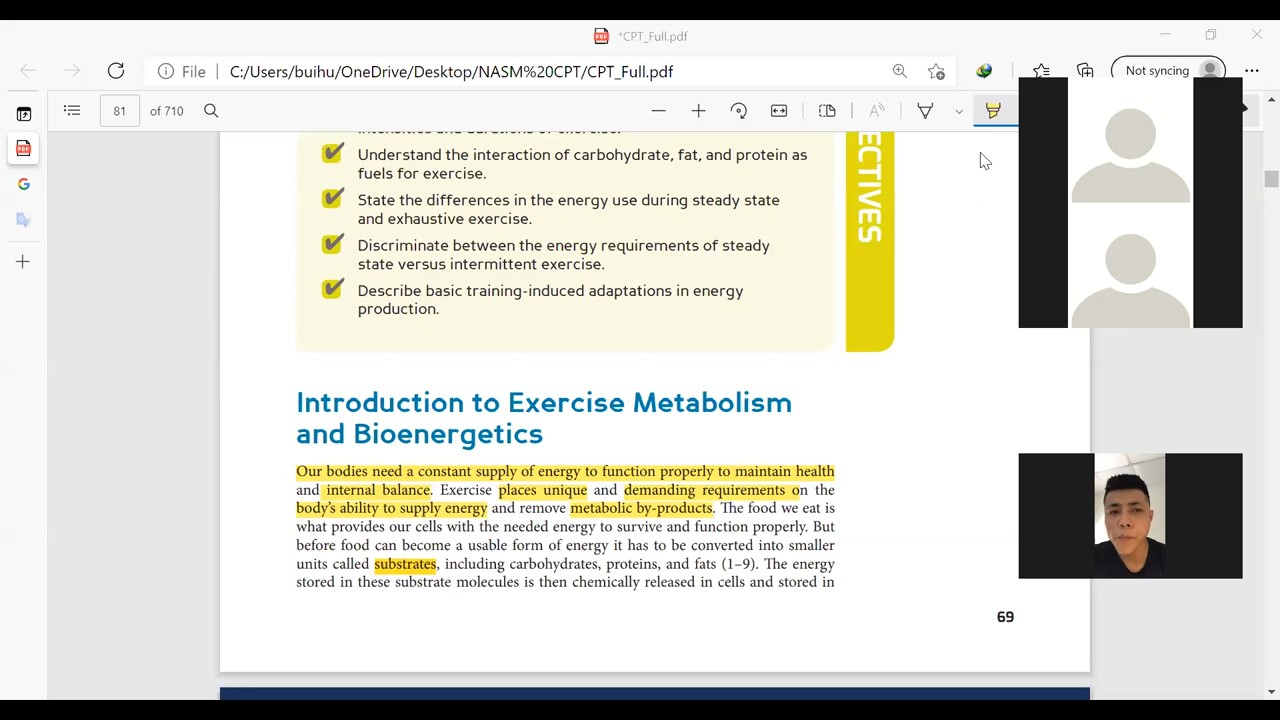 *CPT_Full.pdf
File
C:/Users/buihu/OneDrive/Desktop/NASM%20CPT/CPT_Full.pdf
Not syncing
81 of 710
intensities and durations of exercise.
Understand the interaction of carbohydrate, fat, and protein as
fuels for exercise.
State the differences in the energy use during steady state
and exhaustive exercise.
Discriminate between the energy requirements of steady
state versus intermittent exercise.
Describe basic training-induced adaptations in energy
production.
ECTIVES
Introduction to Exercise Metabolism
and Bioenergetics
Our bodies need a constant supply of energy to function properly to maintain health
and internal balance. Exercise places unique and demanding requirements on the
body’s ability to supply energy and remove metabolic by-products. The food we eat is
what provides our cells with the needed energy to survive and function properly. But
before food can become a usable form of energy it has to be converted into smaller
units called substrates, including carbohydrates, proteins, and fats (1–9). The energy
stored in these substrate molecules is then chemically released in cells and stored in
69